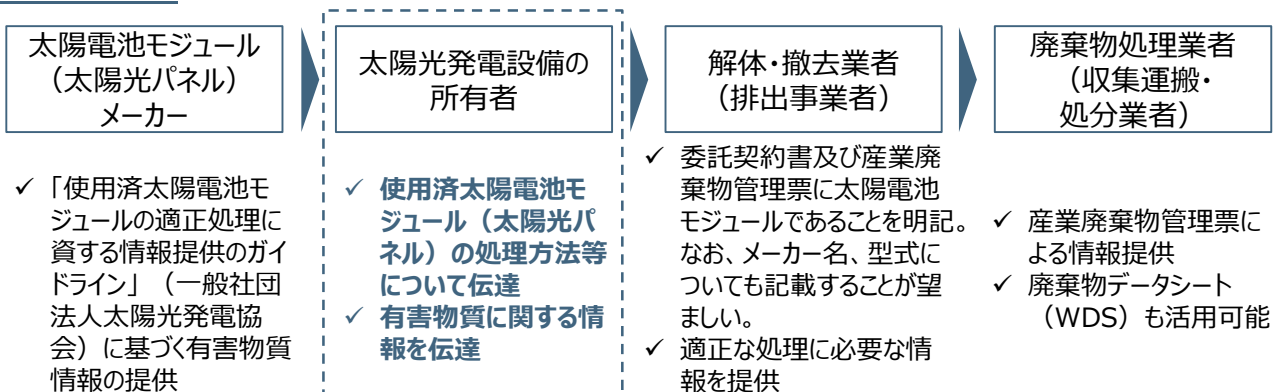 太陽電池モジュール
（太陽光パネル）
メーカー
太陽光発電設備の
所有者
解体・撤去業者
（排出事業者）
廃棄物処理業者
（収集運搬・
処分業者）
✓ 「使用済太陽電池モ
ジュールの適正処理に
資する情報提供のガイ
ドライン」（一般社団
法人太陽光発電協
会）に基づく有害物質
情報の提供
✓ 使用済太陽電池モ
ジュール（太陽光パ
ネル）の処理方法等
について伝達
✓ 有害物質に関する情
報を伝達
✓ 委託契約書及び産業廃
棄物管理票に太陽電池
モジュールであることを明記。
なお、メーカー名、型式に
ついても記載することが望
ましい。
✓ 適正な処理に必要な情
報を提供
✓ 産業廃棄物管理票に
よる情報提供
✓ 廃棄物データシート
（WDS）も活用可能